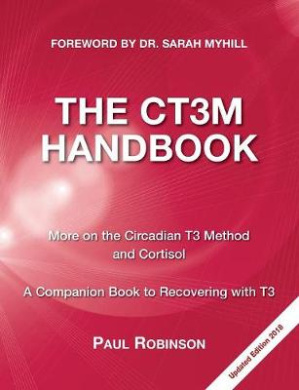 FOREWORD BY DR. SARAH MYHILL
THE CT3M
HANDBOOK
More on the Circadian T3 Method
and Cortisol
A Companion Book to Recovering with T3
PAUL ROBINSON
Updated Edition 2018